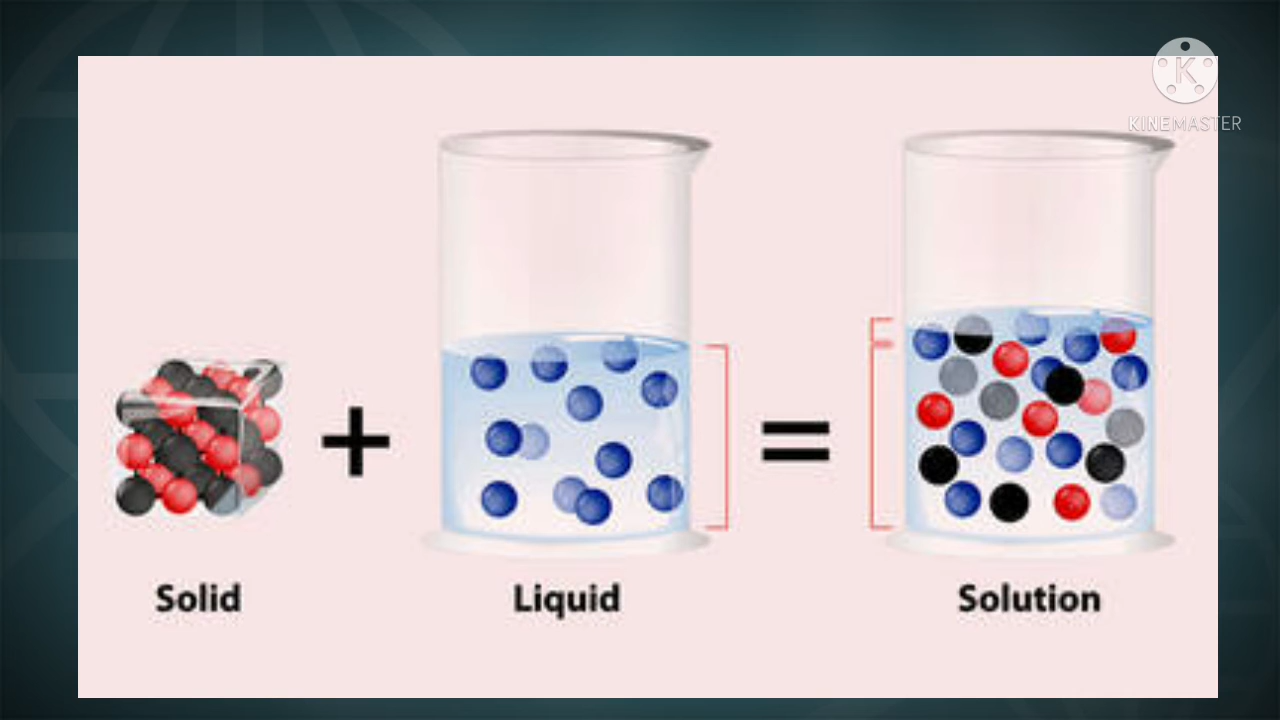 K
KINEMASTER
+
=
Solid
Liquid
Solution